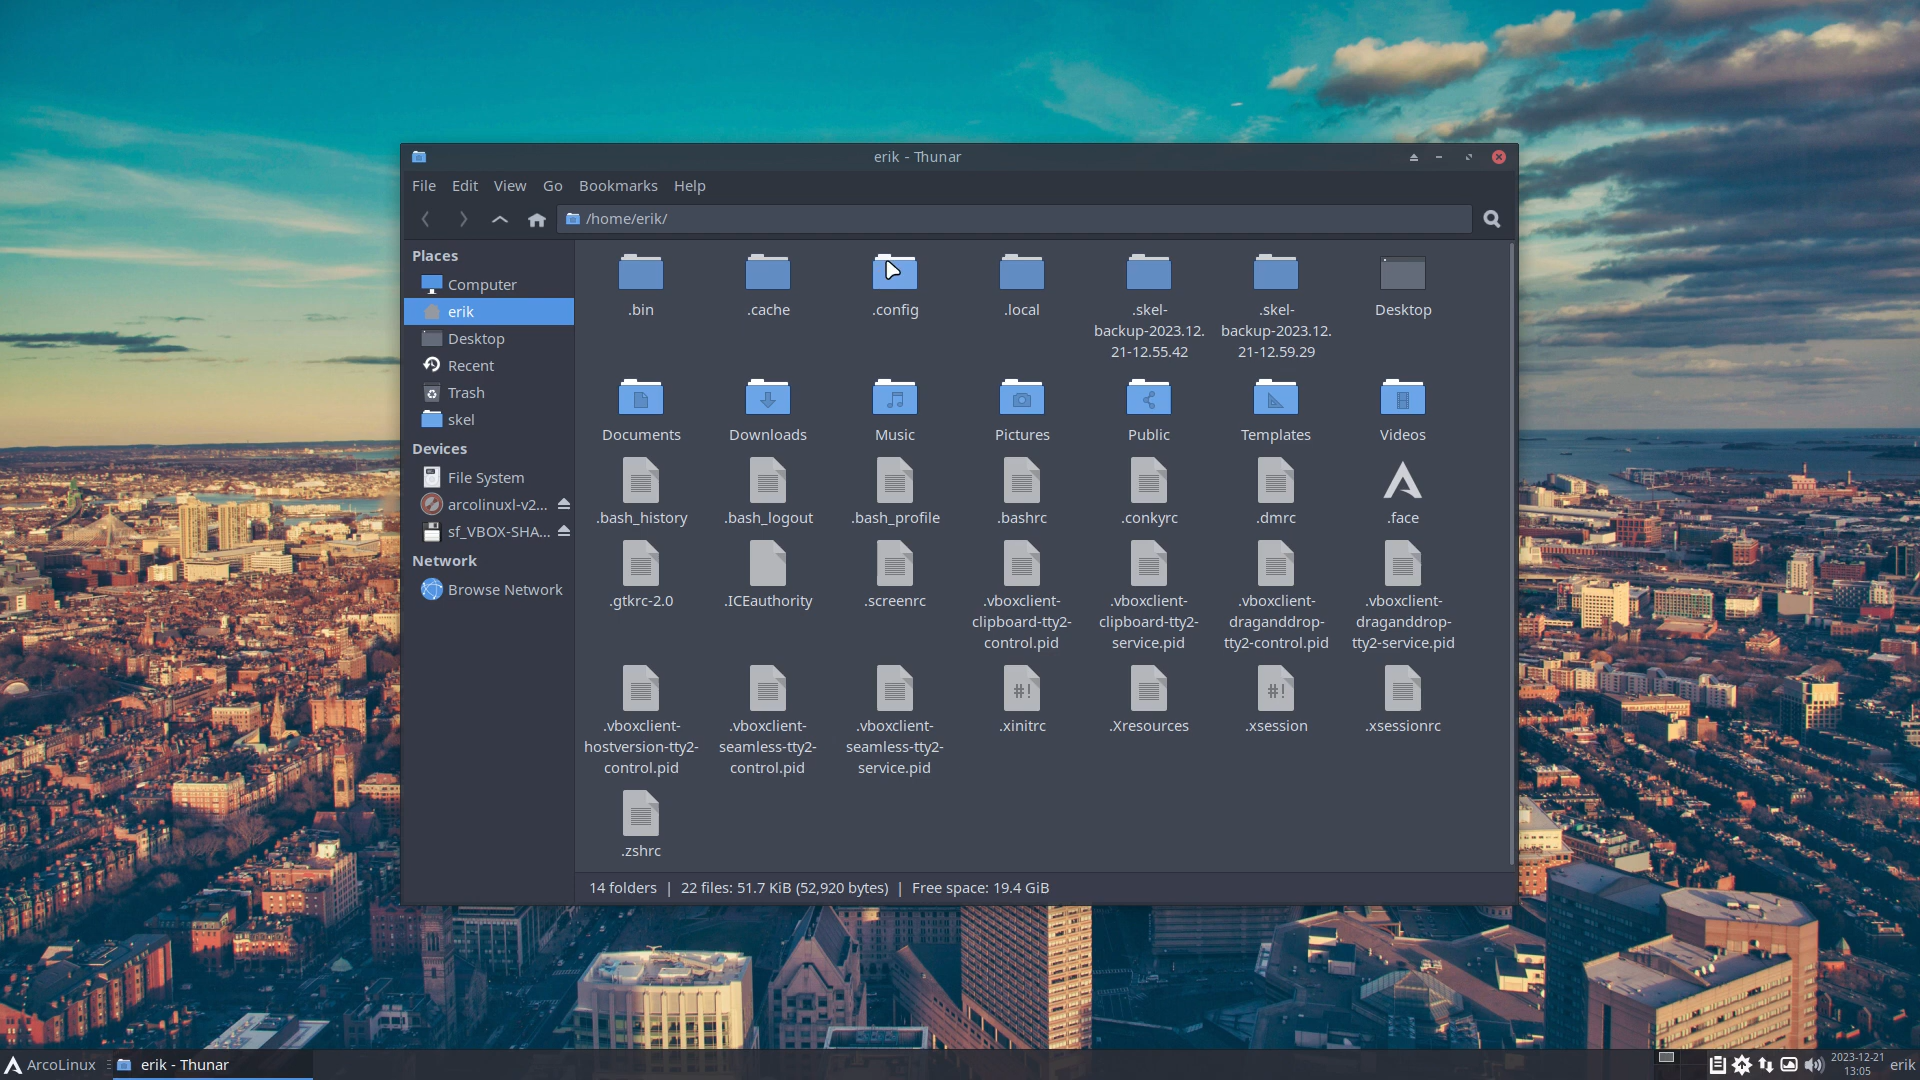 erik - Thunar
File Edit View Go Bookmarks Help
/home/erik/
Places
Computer
erik
Desktop
Recent
Trash
skel
Devices
File System
arcolinuxl-v2...
sf_VBOX-SHA...
Network
Browse Network
.bin
.cache
.config
.local
.skel-
backup-2023.12.
21-12.55.42
.skel-
backup-2023.12.
21-12.59.29
Desktop
Documents
Downloads
Music
Pictures
Public
Templates
Videos
.bash_history
.bash_logout
.bash_profile
.bashrc
.conkyrc
.dmrc
.face
.gtkrc-2.0
.ICEauthority
.screenrc
.vboxclient-
clipboard-tty2-
control.pid
.vboxclient-
clipboard-tty2-
service.pid
.vboxclient-
draganddrop-
tty2-control.pid
.vboxclient-
draganddrop-
tty2-service.pid
.vboxclient-
hostversion-tty2-
control.pid
.vboxclient-
seamless-tty2-
control.pid
.vboxclient-
seamless-tty2-
service.pid
#!
.xinitrc
.Xresources
#!
.xsession
.xsessionrc
.zshrc
14 folders | 22 files: 51.7 KiB (52,920 bytes) | Free space: 19.4 GiB
ArcoLinux
erik - Thunar
2023-12-21
13:05
erik